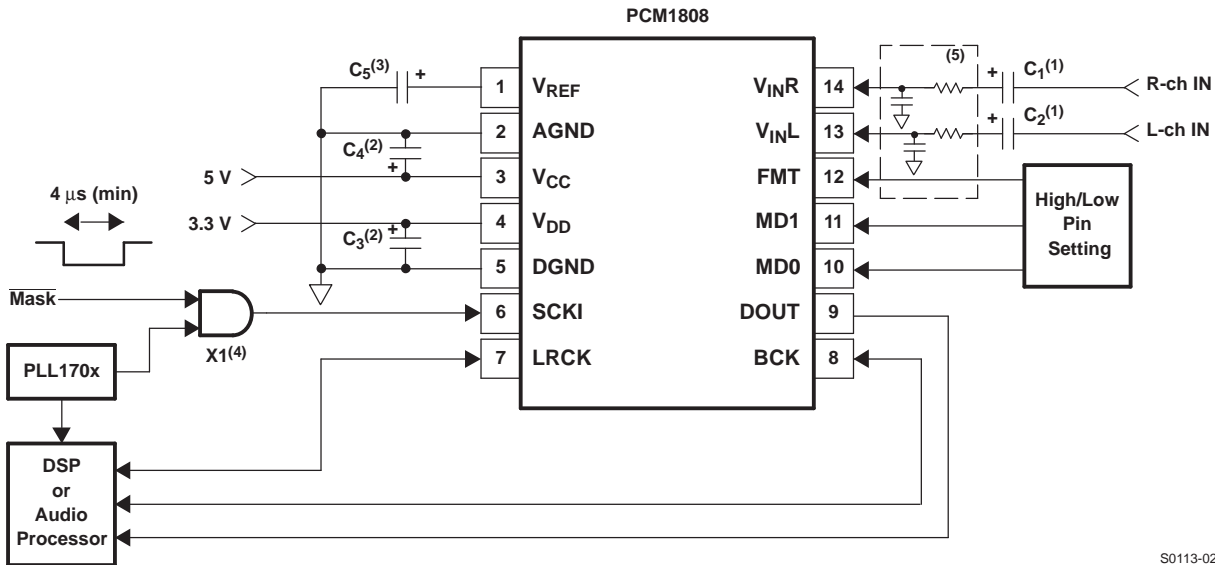 PCM1808
C5(3) +
1 VREF
2 AGND
C4(2)
+
5 V
3 VCC
3.3 V
4 VDD
+
C3(2)
5 DGND
6 SCKI
7 LRCK
VINR 14
VINL 13
FMT 12
MD1 11
MD0 10
DOUT 9
BCK 8
(5)
+ C1(1)
R-ch IN
+ C2(1)
L-ch IN
High/Low
Pin
Setting
4 μs (min)
Mask
X1(4)
PLL170x
DSP
or
Audio
Processor
S0113-02